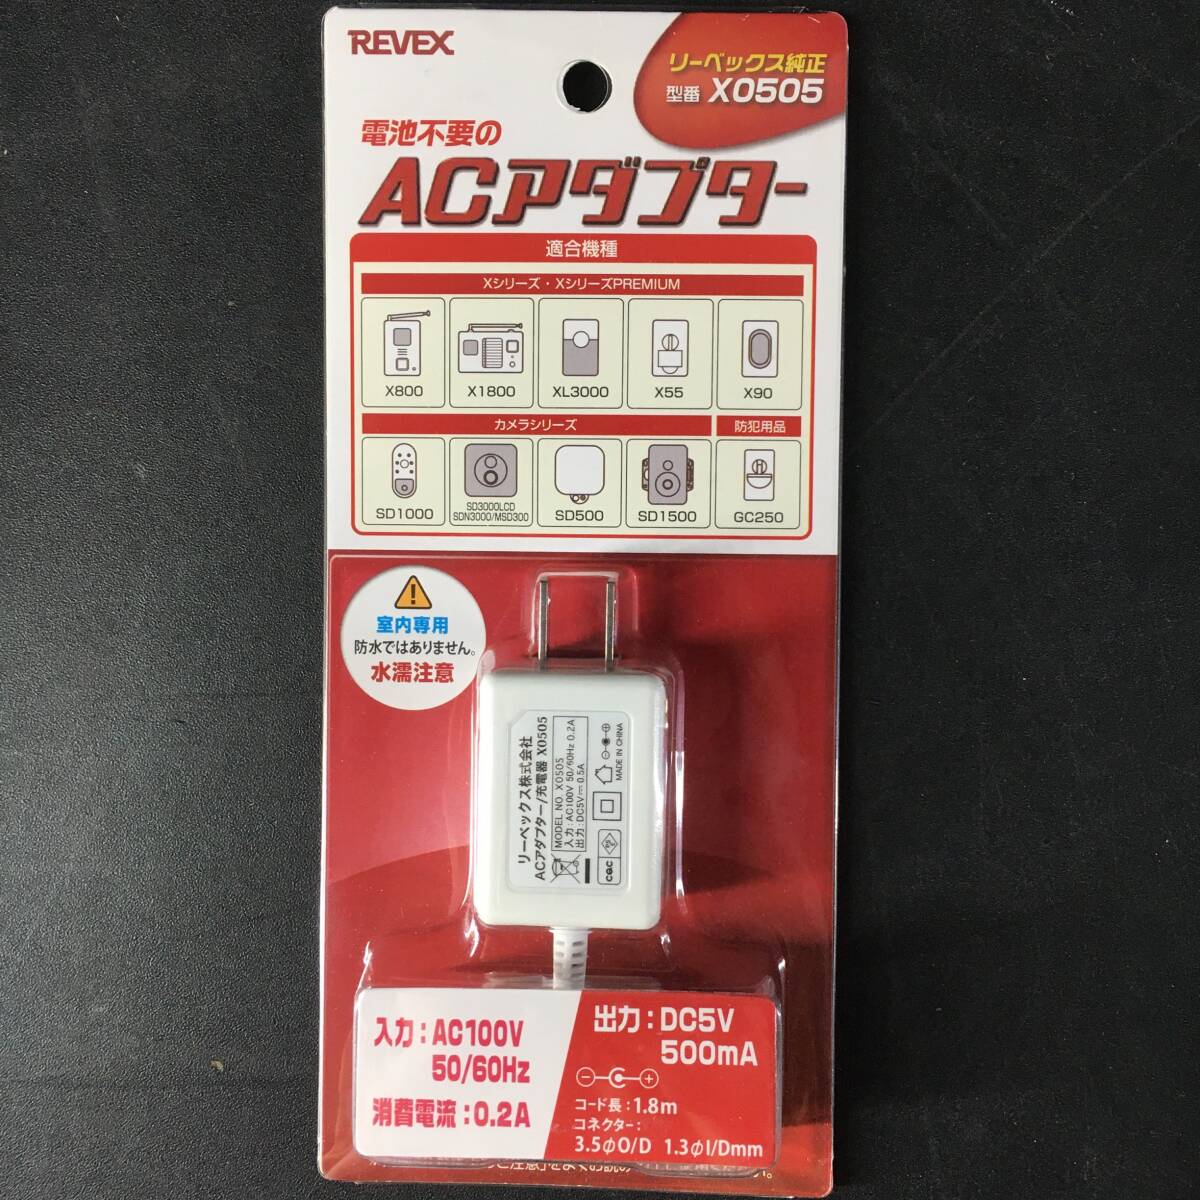 REVEX
リーベックス純正
型番 X0505
電池不要の
ACアダプター
適合機種
Xシリーズ・XシリーズPREMIUM
X800
X1800
XL3000
X55
X90
カメラシリーズ
防犯用品
SD1000
SD3000LCD
SDN3000/MSD300
SD500
SD1500
GC250
室内専用
防水ではありません。
水濡注意
リーベックス株式会社
ACアダプター/充電器 X0505
MODEL NO. X0505
入力:AC100V 50/60Hz 0.2A
出力:DC5V⎓0.5A
MADE IN CHINA
CQC
入力:AC100V
50/60Hz
消費電流:0.2A
出力:DC5V
500mA
コード長:1.8m
コネクター:
3.5φO/D 1.3φI/Dmm